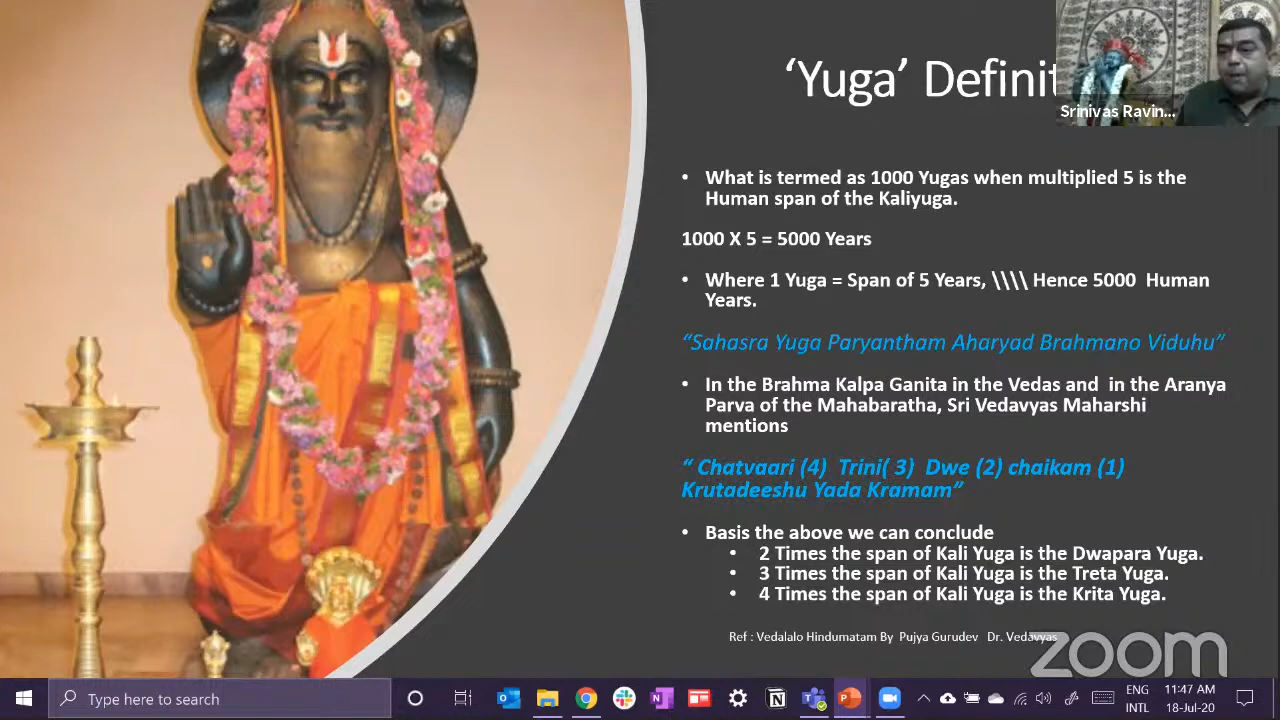 ‘Yuga’ Definit
Srinivas Ravin...
• What is termed as 1000 Yugas when multiplied 5 is the
Human span of the Kaliyuga.
1000 X 5 = 5000 Years
• Where 1 Yuga = Span of 5 Years, \\\\ Hence 5000 Human
Years.
“Sahasra Yuga Paryantham Aharyad Brahmano Viduhu”
• In the Brahma Kalpa Ganita in the Vedas and in the Aranya
Parva of the Mahabaratha, Sri Vedavyas Maharshi
mentions
“ Chatvaari (4) Trini( 3) Dwe (2) chaikam (1)
Krutadeeshu Yada Kramam”
• Basis the above we can conclude
• 2 Times the span of Kali Yuga is the Dwapara Yuga.
• 3 Times the span of Kali Yuga is the Treta Yuga.
• 4 Times the span of Kali Yuga is the Krita Yuga.
Ref : Vedalalo Hindumatam By Pujya Gurudev Dr. Vedavyas
zoom
Type here to search
ENG
INTL
11:47 AM
18-Jul-20